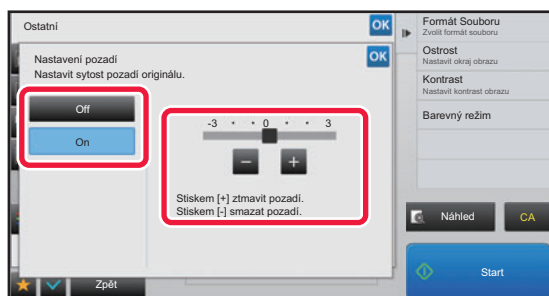 Ostatní
OK
Nastavení pozadí
OK
Nastavit sytost pozadí originálu.
Off
On
-3 • • 0 • • 3
− +
Stiskem [+] ztmavit pozadí.
Stiskem [-] smazat pozadí.
Zpět
Formát Souboru
Zvolit formát souboru
Ostrost
Nastavit okraj obrazu
Kontrast
Nastavit kontrast obrazu
Barevný režim
Náhled
CA
Start